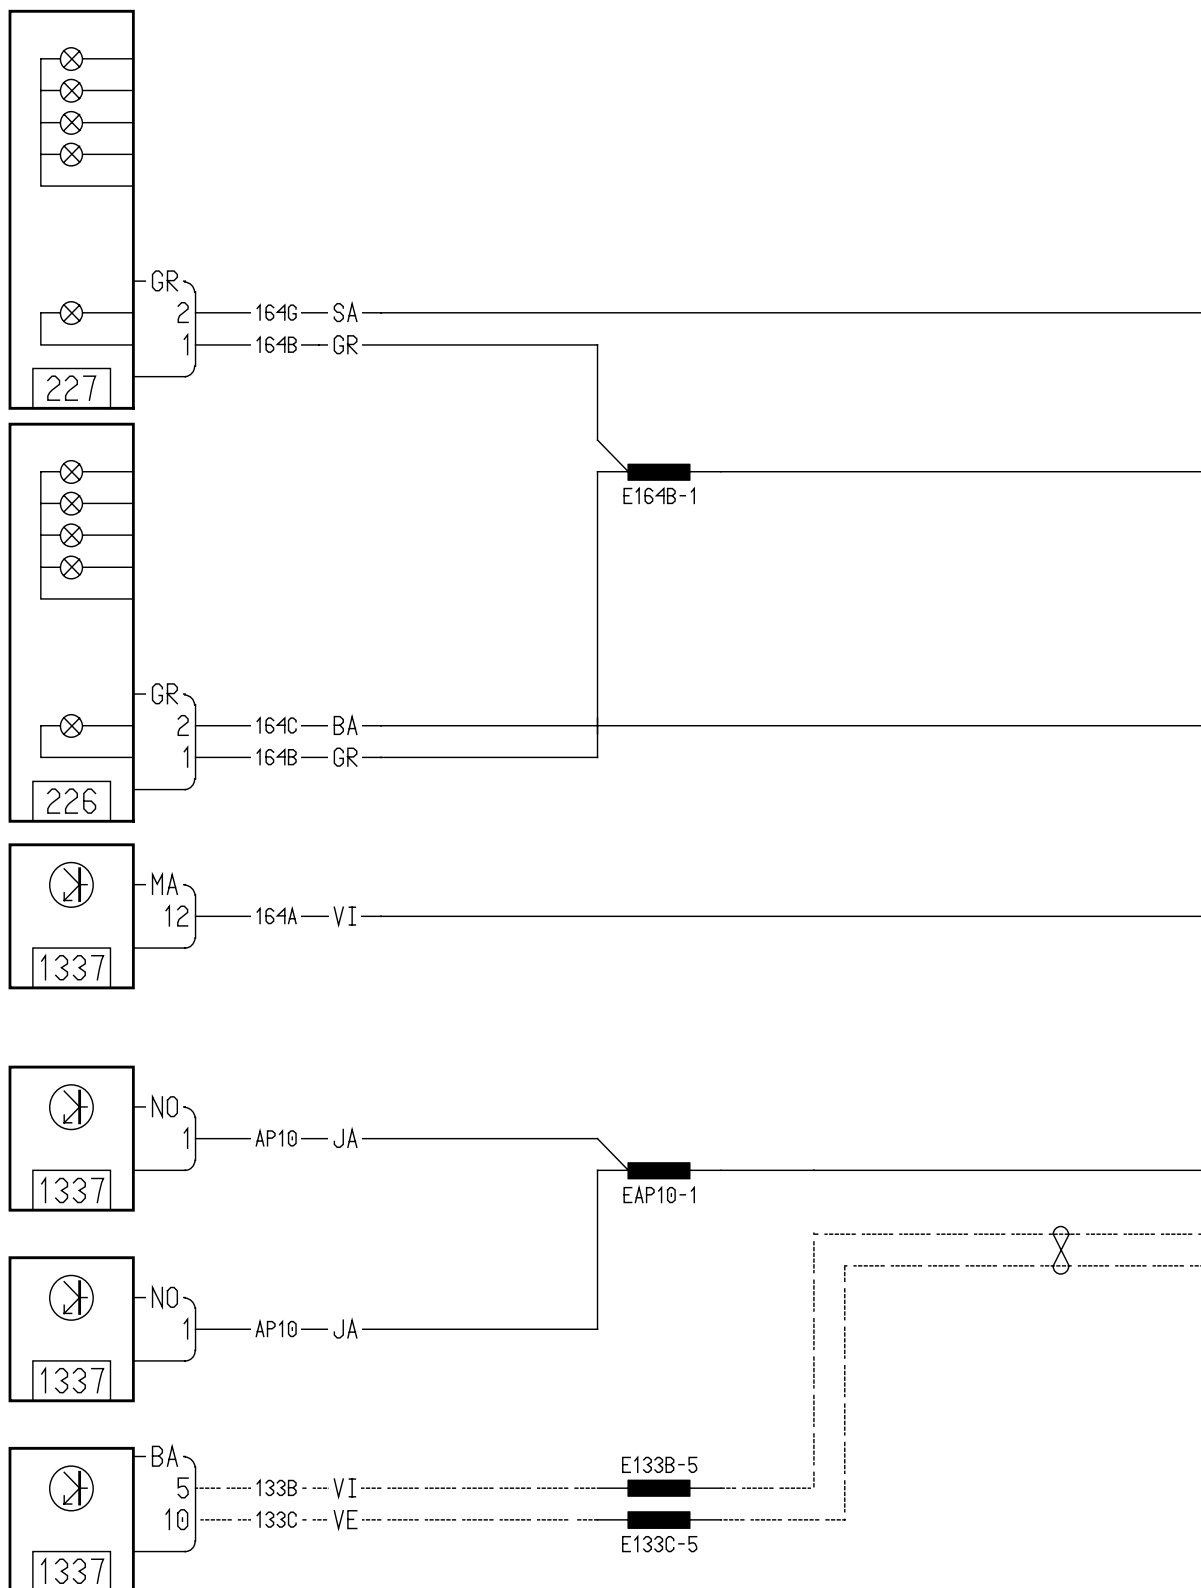 GR
2 164G SA
1 164B GR
227
E164B-1
GR
2 164C BA
1 164B GR
226
MA
12 164A VI
1337
NO
1 AP10 JA
1337
EAP10-1
NO
1 AP10 JA
1337
BA
E133B-5
5 133B VI
10 133C VE
E133C-5
1337